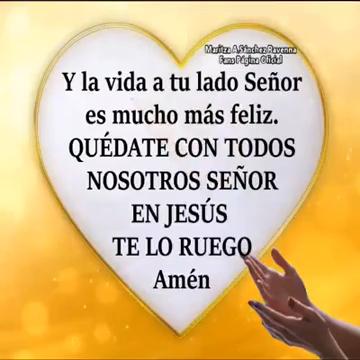 Maritza A.Sánchez Ravenna
Fans Página Oficial
Y la vida a tu lado Señor
es mucho más feliz.
QUÉDATE CON TODOS
NOSOTROS SEÑOR
EN JESÚS
TE LO RUEGO
Amén